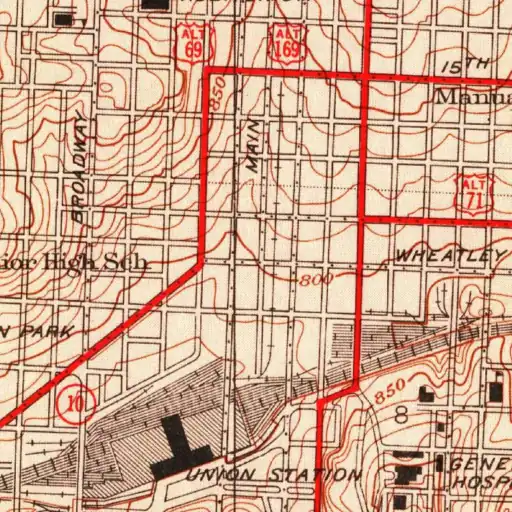 ALT
69
ALT
169
15TH
850
Manua
MAIN
BROADWAY
ALT
71
WHEATLEY
ior High Sch
800
N PARK
850
10
8
UNION STATION
GENE
HOSP